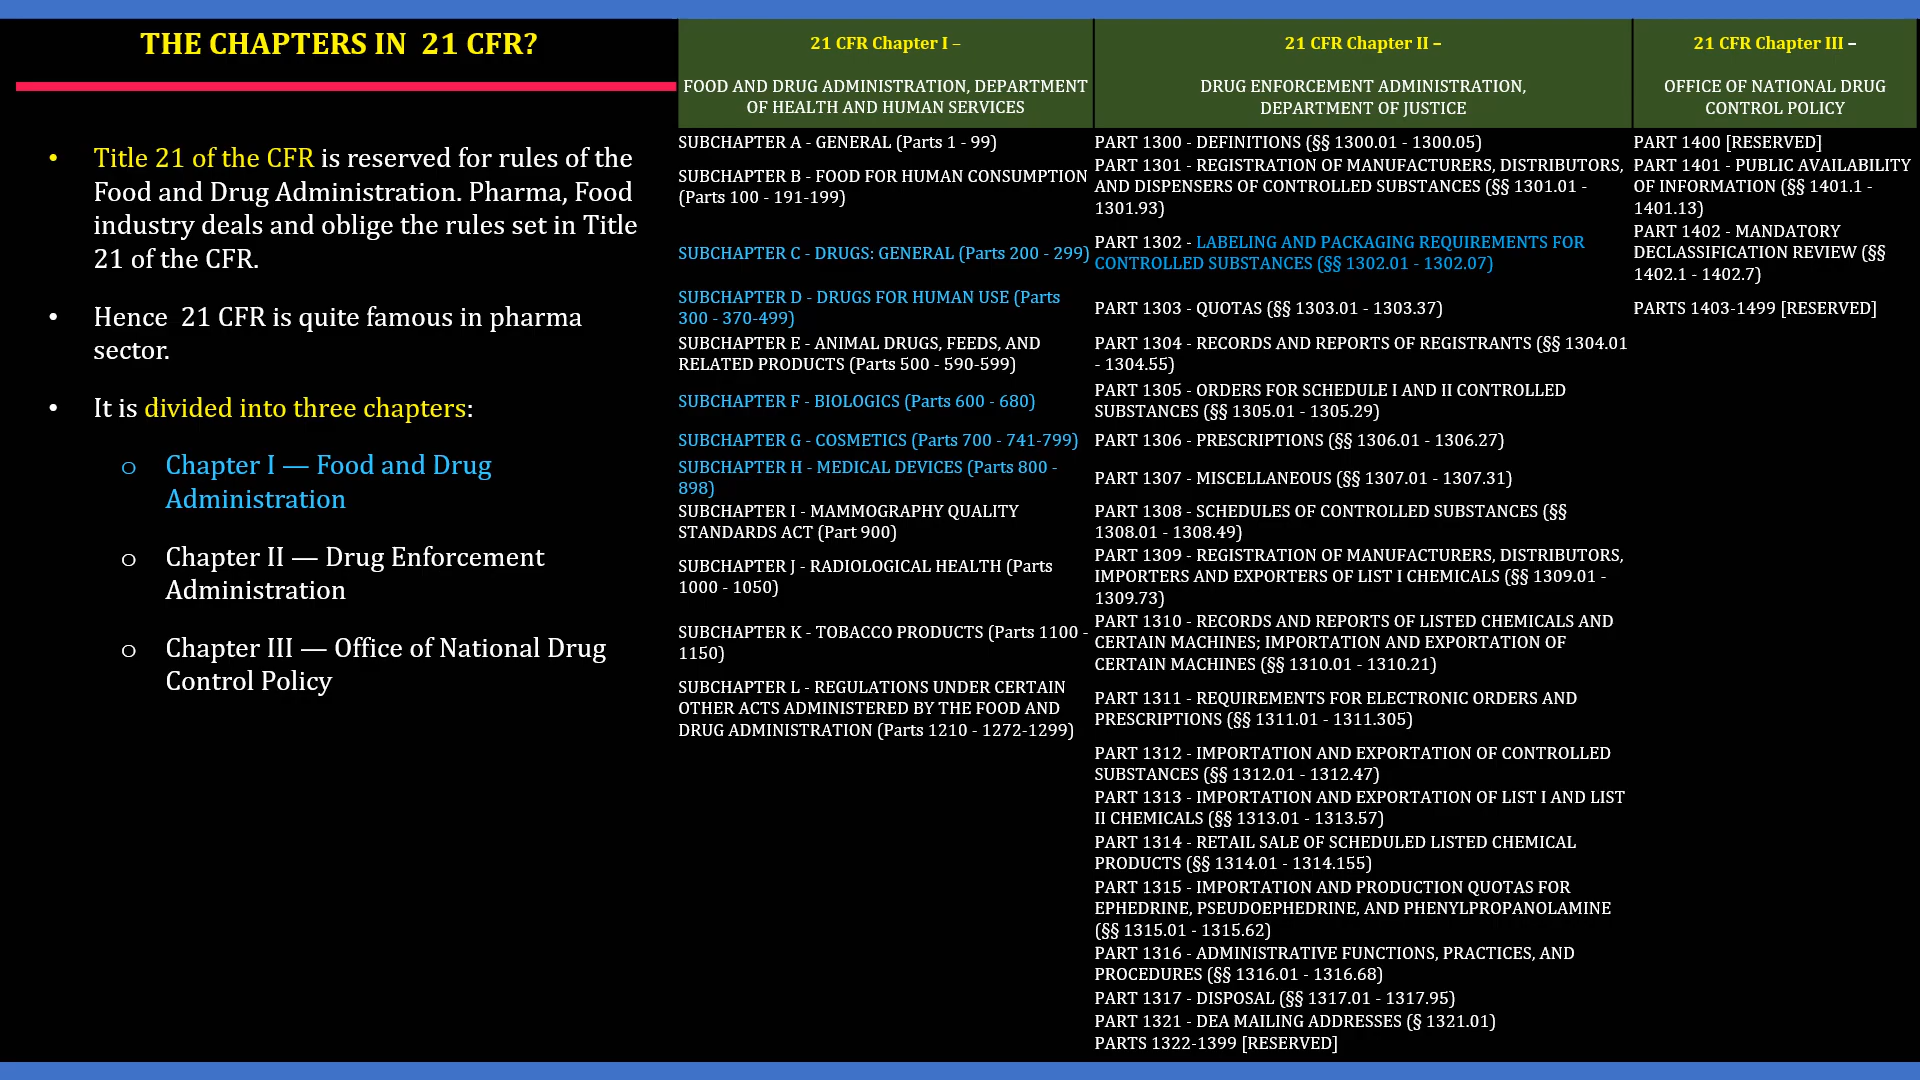 THE CHAPTERS IN  21 CFR?
• Title 21 of the CFR is reserved for rules of the
Food and Drug Administration. Pharma, Food
industry deals and oblige the rules set in Title
21 of the CFR.
• Hence  21 CFR is quite famous in pharma
sector.
• It is divided into three chapters:
o Chapter I — Food and Drug
Administration
o Chapter II — Drug Enforcement
Administration
o Chapter III — Office of National Drug
Control Policy
21 CFR Chapter I –
FOOD AND DRUG ADMINISTRATION, DEPARTMENT
OF HEALTH AND HUMAN SERVICES
SUBCHAPTER A - GENERAL (Parts 1 - 99)
SUBCHAPTER B - FOOD FOR HUMAN CONSUMPTION
(Parts 100 - 191-199)
SUBCHAPTER C - DRUGS: GENERAL (Parts 200 - 299)
SUBCHAPTER D - DRUGS FOR HUMAN USE (Parts
300 - 370-499)
SUBCHAPTER E - ANIMAL DRUGS, FEEDS, AND
RELATED PRODUCTS (Parts 500 - 590-599)
SUBCHAPTER F - BIOLOGICS (Parts 600 - 680)
SUBCHAPTER G - COSMETICS (Parts 700 - 741-799)
SUBCHAPTER H - MEDICAL DEVICES (Parts 800 -
898)
SUBCHAPTER I - MAMMOGRAPHY QUALITY
STANDARDS ACT (Part 900)
SUBCHAPTER J - RADIOLOGICAL HEALTH (Parts
1000 - 1050)
SUBCHAPTER K - TOBACCO PRODUCTS (Parts 1100 -
1150)
SUBCHAPTER L - REGULATIONS UNDER CERTAIN
OTHER ACTS ADMINISTERED BY THE FOOD AND
DRUG ADMINISTRATION (Parts 1210 - 1272-1299)
21 CFR Chapter II –
DRUG ENFORCEMENT ADMINISTRATION,
DEPARTMENT OF JUSTICE
PART 1300 - DEFINITIONS (§§ 1300.01 - 1300.05)
PART 1301 - REGISTRATION OF MANUFACTURERS, DISTRIBUTORS,
AND DISPENSERS OF CONTROLLED SUBSTANCES (§§ 1301.01 -
1301.93)
PART 1302 - LABELING AND PACKAGING REQUIREMENTS FOR
CONTROLLED SUBSTANCES (§§ 1302.01 - 1302.07)
PART 1303 - QUOTAS (§§ 1303.01 - 1303.37)
PART 1304 - RECORDS AND REPORTS OF REGISTRANTS (§§ 1304.01
- 1304.55)
PART 1305 - ORDERS FOR SCHEDULE I AND II CONTROLLED
SUBSTANCES (§§ 1305.01 - 1305.29)
PART 1306 - PRESCRIPTIONS (§§ 1306.01 - 1306.27)
PART 1307 - MISCELLANEOUS (§§ 1307.01 - 1307.31)
PART 1308 - SCHEDULES OF CONTROLLED SUBSTANCES (§§
1308.01 - 1308.49)
PART 1309 - REGISTRATION OF MANUFACTURERS, DISTRIBUTORS,
IMPORTERS AND EXPORTERS OF LIST I CHEMICALS (§§ 1309.01 -
1309.73)
PART 1310 - RECORDS AND REPORTS OF LISTED CHEMICALS AND
CERTAIN MACHINES; IMPORTATION AND EXPORTATION OF
CERTAIN MACHINES (§§ 1310.01 - 1310.21)
PART 1311 - REQUIREMENTS FOR ELECTRONIC ORDERS AND
PRESCRIPTIONS (§§ 1311.01 - 1311.305)
PART 1312 - IMPORTATION AND EXPORTATION OF CONTROLLED
SUBSTANCES (§§ 1312.01 - 1312.47)
PART 1313 - IMPORTATION AND EXPORTATION OF LIST I AND LIST
II CHEMICALS (§§ 1313.01 - 1313.57)
PART 1314 - RETAIL SALE OF SCHEDULED LISTED CHEMICAL
PRODUCTS (§§ 1314.01 - 1314.155)
PART 1315 - IMPORTATION AND PRODUCTION QUOTAS FOR
EPHEDRINE, PSEUDOEPHEDRINE, AND PHENYLPROPANOLAMINE
(§§ 1315.01 - 1315.62)
PART 1316 - ADMINISTRATIVE FUNCTIONS, PRACTICES, AND
PROCEDURES (§§ 1316.01 - 1316.68)
PART 1317 - DISPOSAL (§§ 1317.01 - 1317.95)
PART 1321 - DEA MAILING ADDRESSES (§ 1321.01)
PARTS 1322-1399 [RESERVED]
21 CFR Chapter III –
OFFICE OF NATIONAL DRUG
CONTROL POLICY
PART 1400 [RESERVED]
PART 1401 - PUBLIC AVAILABILITY
OF INFORMATION (§§ 1401.1 -
1401.13)
PART 1402 - MANDATORY
DECLASSIFICATION REVIEW (§§
1402.1 - 1402.7)
PARTS 1403-1499 [RESERVED]